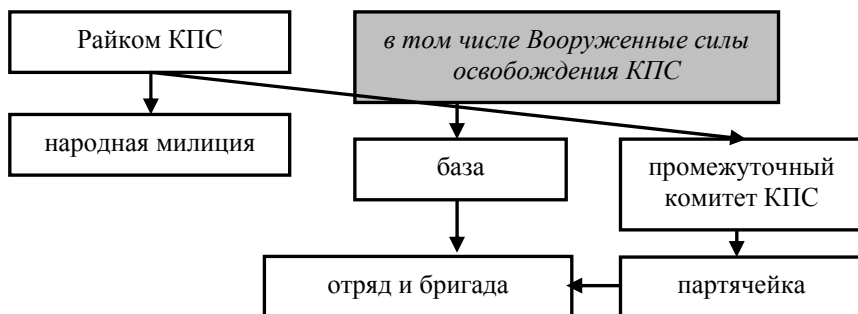 Райком КПС
в том числе Вооруженные силы
освобождения КПС
народная милиция
база
промежуточный
комитет КПС
отряд и бригада
партячейка